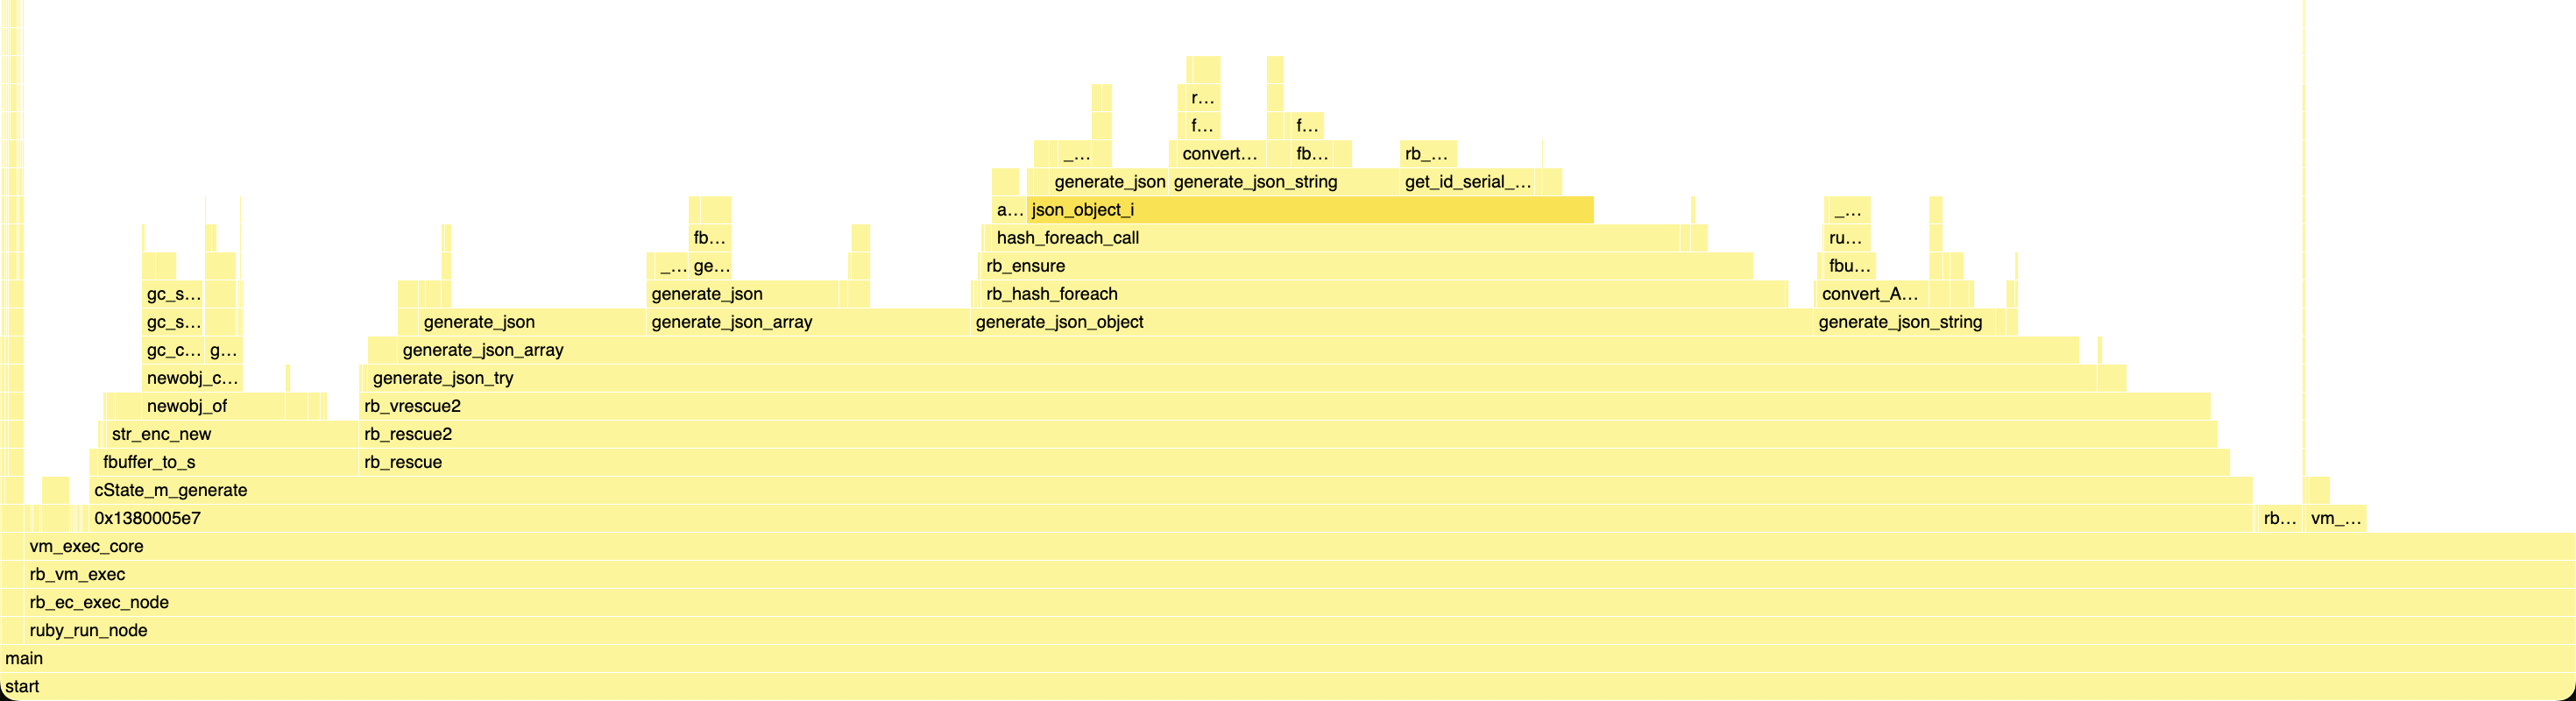 r…
f… f…
_… convert… fb… rb_…
generate_json generate_json_string get_id_serial_…
a… json_object_i _…
fb… hash_foreach_call ru…
_… ge… rb_ensure fbu…
gc_s… generate_json rb_hash_foreach convert_A…
gc_s… generate_json generate_json_array generate_json_object generate_json_string
gc_c… g… generate_json_array
newobj_c… generate_json_try
newobj_of rb_vrescue2
str_enc_new rb_rescue2
fbuffer_to_s rb_rescue
cState_m_generate
0x1380005e7 rb… vm_…
vm_exec_core
rb_vm_exec
rb_ec_exec_node
ruby_run_node
main
start